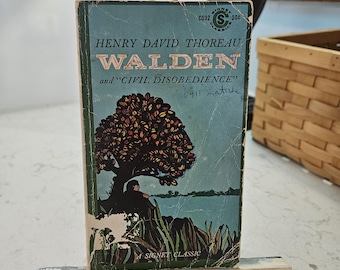 HENRY DAVID THOREAU
WALDEN
and "CIVIL DISOBEDIENCE"
A SIGNET CLASSIC